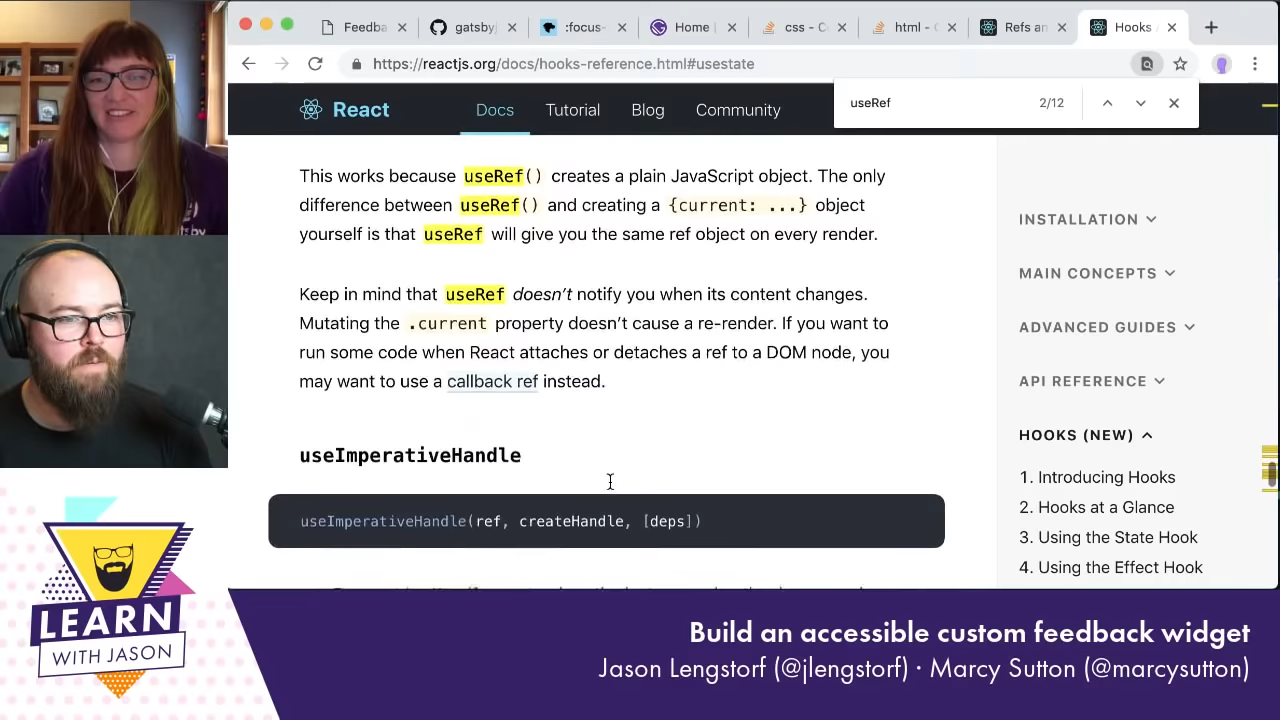 Feedba
gatsbyj
:focus-
Home
css - C
html - C
Refs an
Hooks
https://reactjs.org/docs/hooks-reference.html#usestate
React
Docs
Tutorial
Blog
Community
useRef
2/12
This works because useRef() creates a plain JavaScript object. The only
difference between useRef() and creating a {current: ...} object
yourself is that useRef will give you the same ref object on every render.
Keep in mind that useRef doesn't notify you when its content changes.
Mutating the .current property doesn't cause a re-render. If you want to
run some code when React attaches or detaches a ref to a DOM node, you
may want to use a callback ref instead.
useImperativeHandle
useImperativeHandle(ref, createHandle, [deps])
INSTALLATION
MAIN CONCEPTS
ADVANCED GUIDES
API REFERENCE
HOOKS (NEW)
1. Introducing Hooks
2. Hooks at a Glance
3. Using the State Hook
4. Using the Effect Hook
LEARN
WITH JASON
Build an accessible custom feedback widget
Jason Lengstorf (@jlengstorf) · Marcy Sutton (@marcysutton)